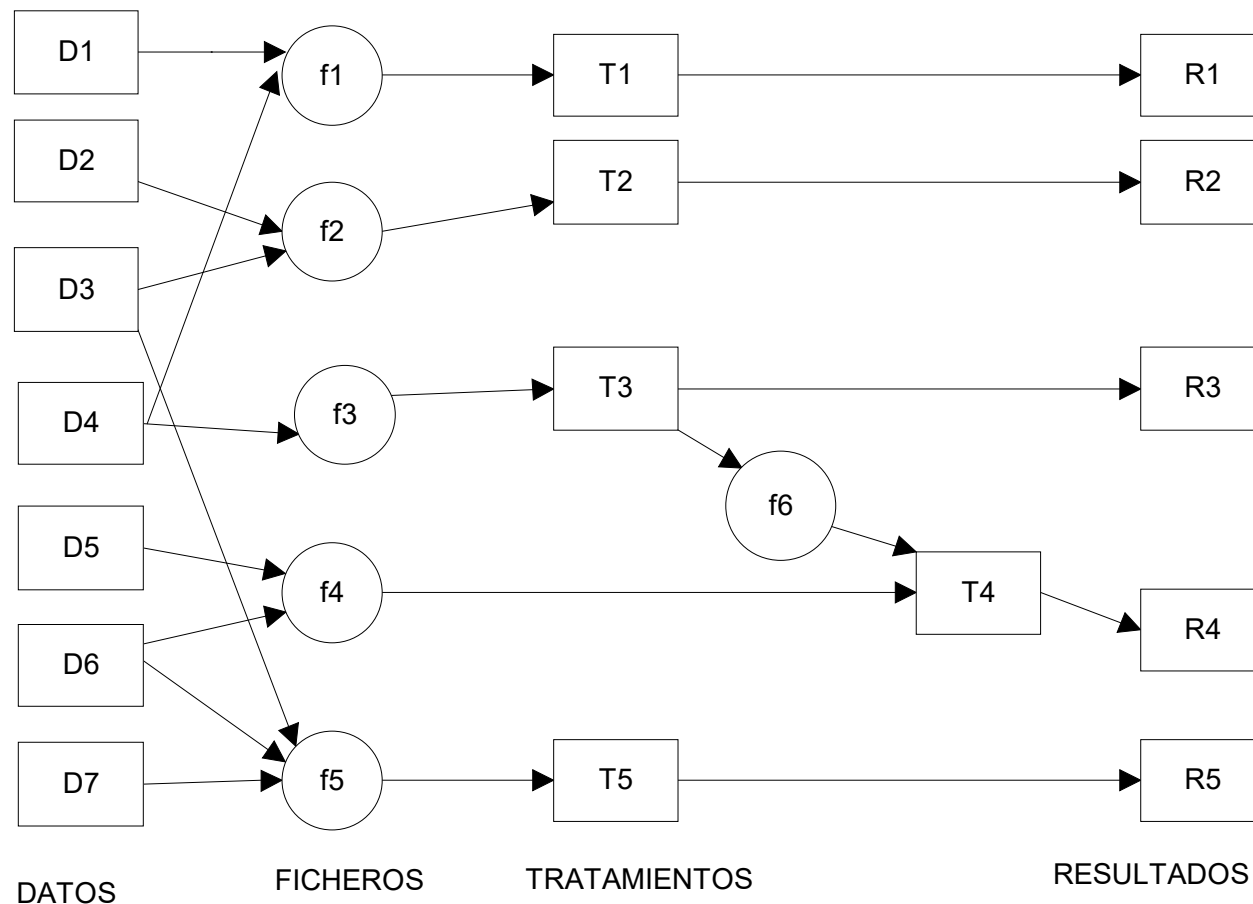 D1
f1
T1
R1
D2
T2
R2
f2
D3
T3
R3
D4
f3
f6
D5
f4
T4
R4
D6
D7
f5
T5
R5
DATOS
FICHEROS
TRATAMIENTOS
RESULTADOS